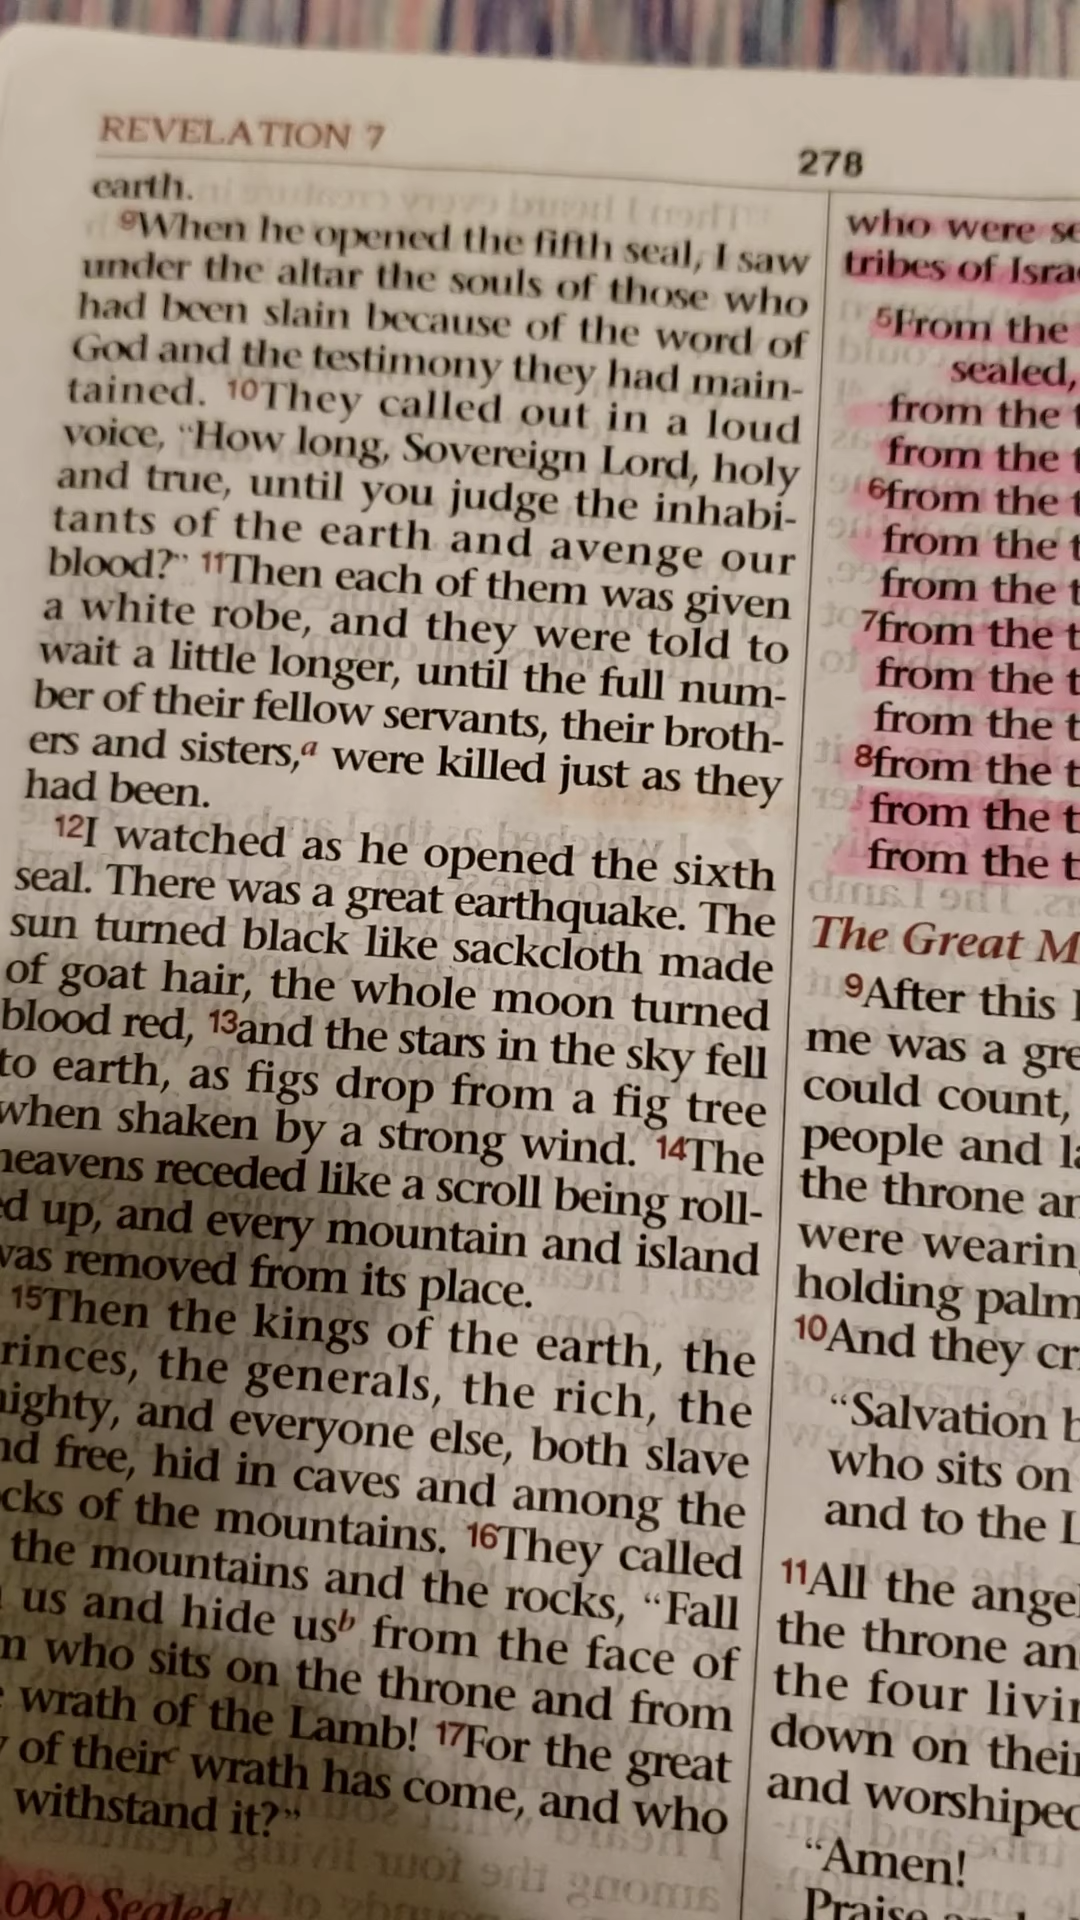 REVELATION 7
278
earth.
9When he opened the fifth seal, I saw
under the altar the souls of those who
had been slain because of the word of
God and the testimony they had main-
tained. 10They called out in a loud
voice, “How long, Sovereign Lord, holy
and true, until you judge the inhabi-
tants of the earth and avenge our
blood?” 11Then each of them was given
a white robe, and they were told to
wait a little longer, until the full num-
ber of their fellow servants, their broth-
ers and sisters,a were killed just as they
had been.
12I watched as he opened the sixth
seal. There was a great earthquake. The
sun turned black like sackcloth made
of goat hair, the whole moon turned
blood red, 13and the stars in the sky fell
to earth, as figs drop from a fig tree
when shaken by a strong wind. 14The
heavens receded like a scroll being roll-
ed up, and every mountain and island
was removed from its place.
15Then the kings of the earth, the
rinces, the generals, the rich, the
ighty, and everyone else, both slave
nd free, hid in caves and among the
cks of the mountains. 16They called
the mountains and the rocks, “Fall
us and hide usb from the face of
m who sits on the throne and from
wrath of the Lamb! 17For the great
of their wrath has come, and who
withstand it?”
,000 Sealed
who were se
tribes of Isra
5From the
sealed,
from the t
from the t
6from the t
from the t
from the t
7from the t
from the t
from the t
8from the t
from the t
from the t
The Great M
9After this I
me was a gre
could count,
people and la
the throne an
were wearin
holding palm
10And they cr
“Salvation b
who sits on
and to the L
11All the ange
the throne an
the four livin
down on their
and worshiped
“Amen!
Praise